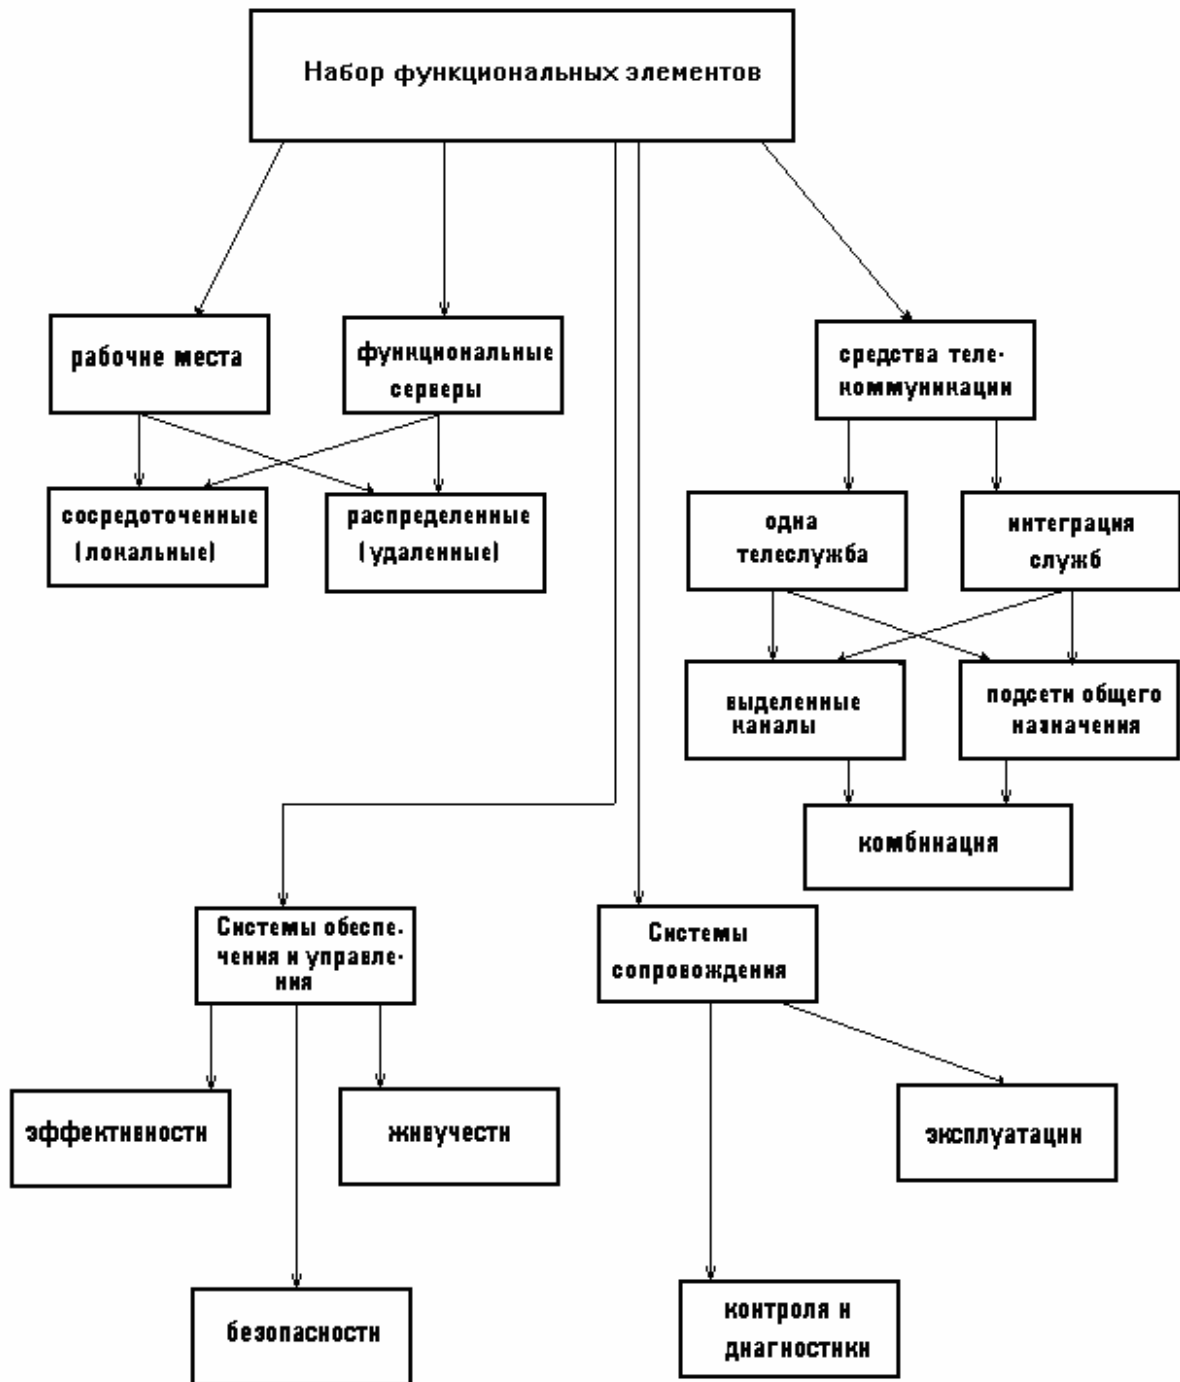 Набор функциональных элементов
рабочие места
функциональные
серверы
средства теле-
коммуникации
сосредоточенные
(локальные)
распределенные
(удаленные)
одна
телеслужба
интеграция
служб
выделенные
каналы
подсети общего
назначения
комбинация
Системы обеспе-
чения и управле-
ния
Системы
сопровождения
эффективности
живучести
эксплуатации
безопасности
контроля и
диагностики